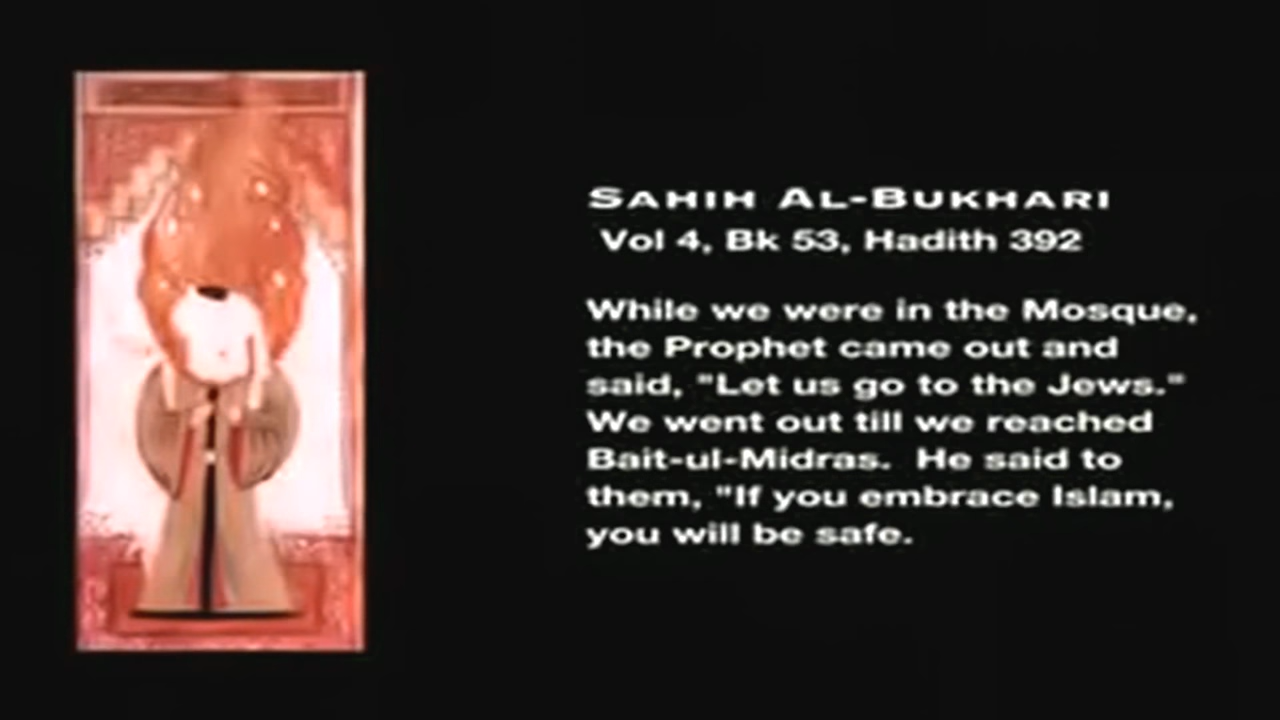 SAHIH AL-BUKHARI
Vol 4, Bk 53, Hadith 392
While we were in the Mosque,
the Prophet came out and
said, "Let us go to the Jews."
We went out till we reached
Bait-ul-Midras. He said to
them, "If you embrace Islam,
you will be safe.